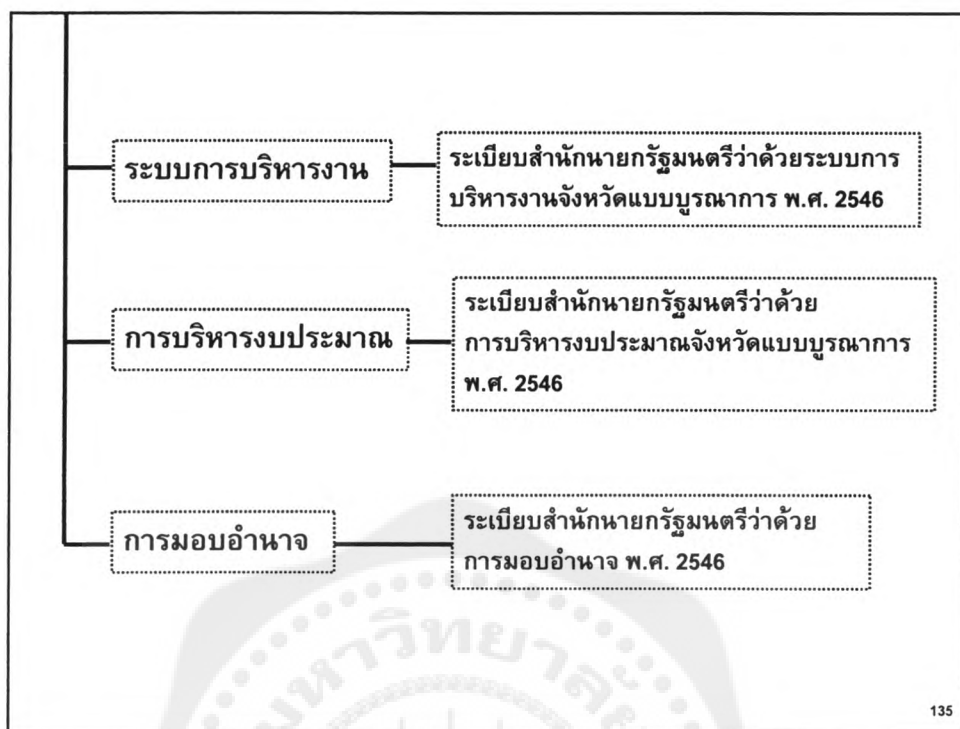 ระบบการบริหารงาน
ระเบียบสำนักนายกรัฐมนตรีว่าด้วยระบบการ
บริหารงานจังหวัดแบบบูรณาการ พ.ศ. 2546
การบริหารงบประมาณ
ระเบียบสำนักนายกรัฐมนตรีว่าด้วย
การบริหารงบประมาณจังหวัดแบบบูรณาการ
พ.ศ. 2546
การมอบอำนาจ
ระเบียบสำนักนายกรัฐมนตรีว่าด้วย
การมอบอำนาจ พ.ศ. 2546
มหาวิทยาลัย
135